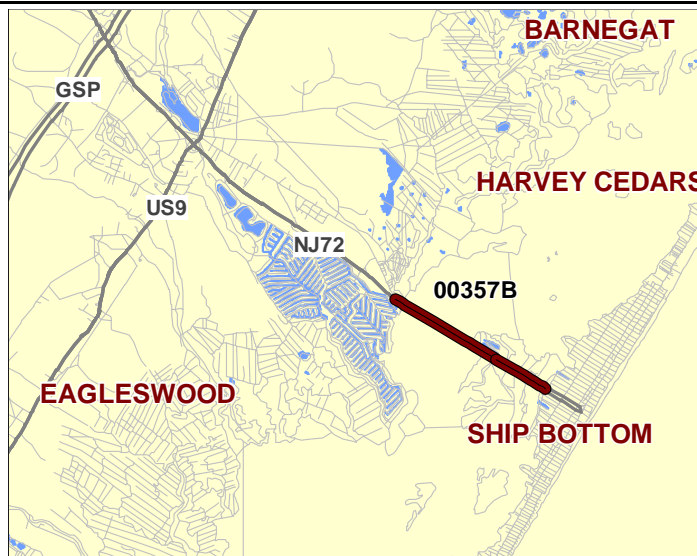 BARNEGAT
GSP
HARVEY CEDARS
US9
NJ72
00357B
EAGLESWOOD
SHIP BOTTOM